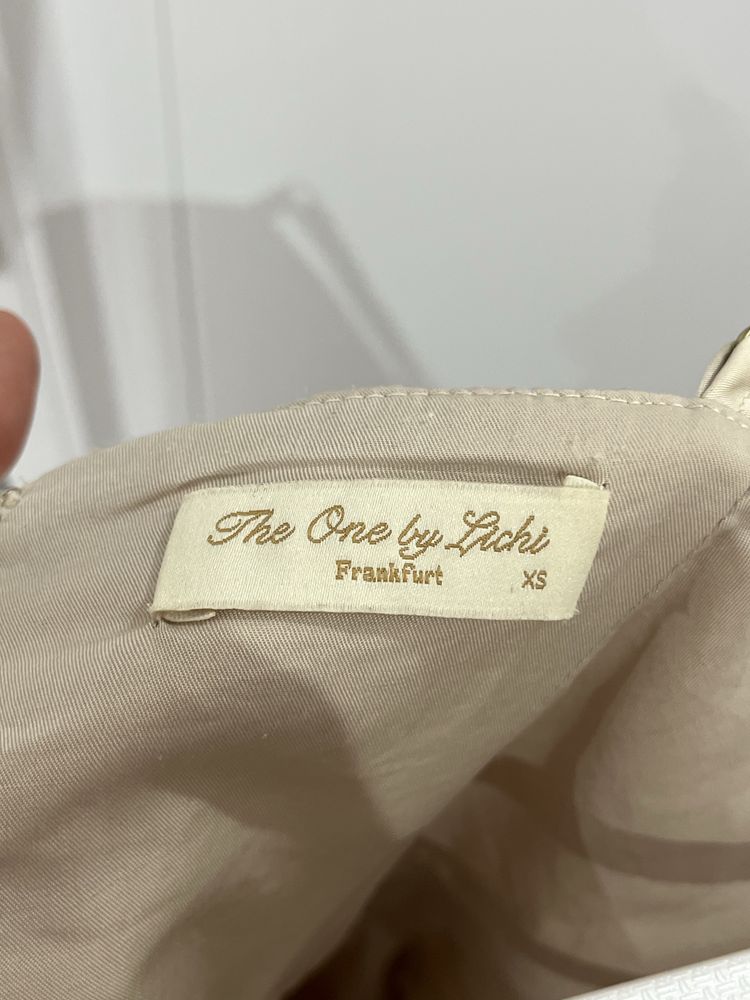 The One by Lichi
Frankfurt XS